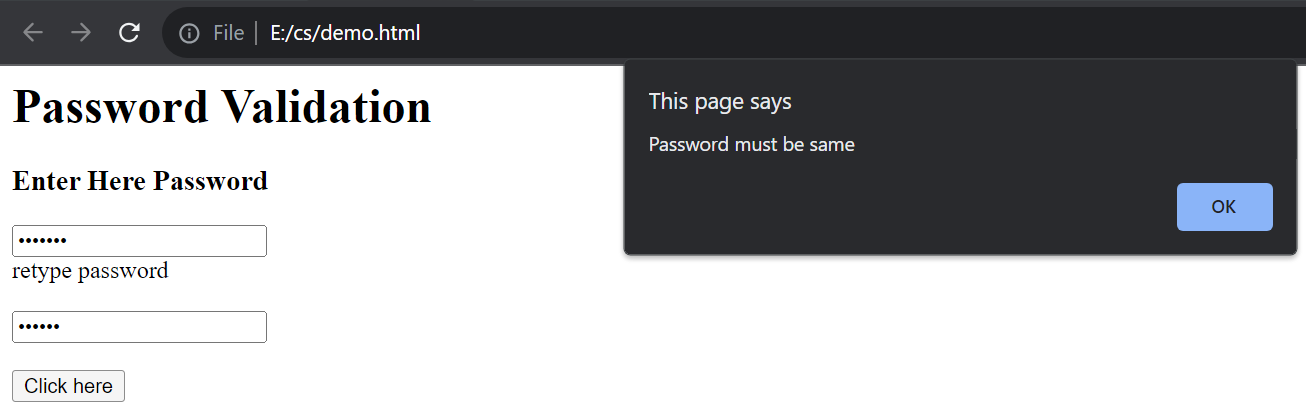 File | E:/cs/demo.html
Password Validation
Enter Here Password
•••••••
retype password
••••••
Click here
This page says
Password must be same
OK